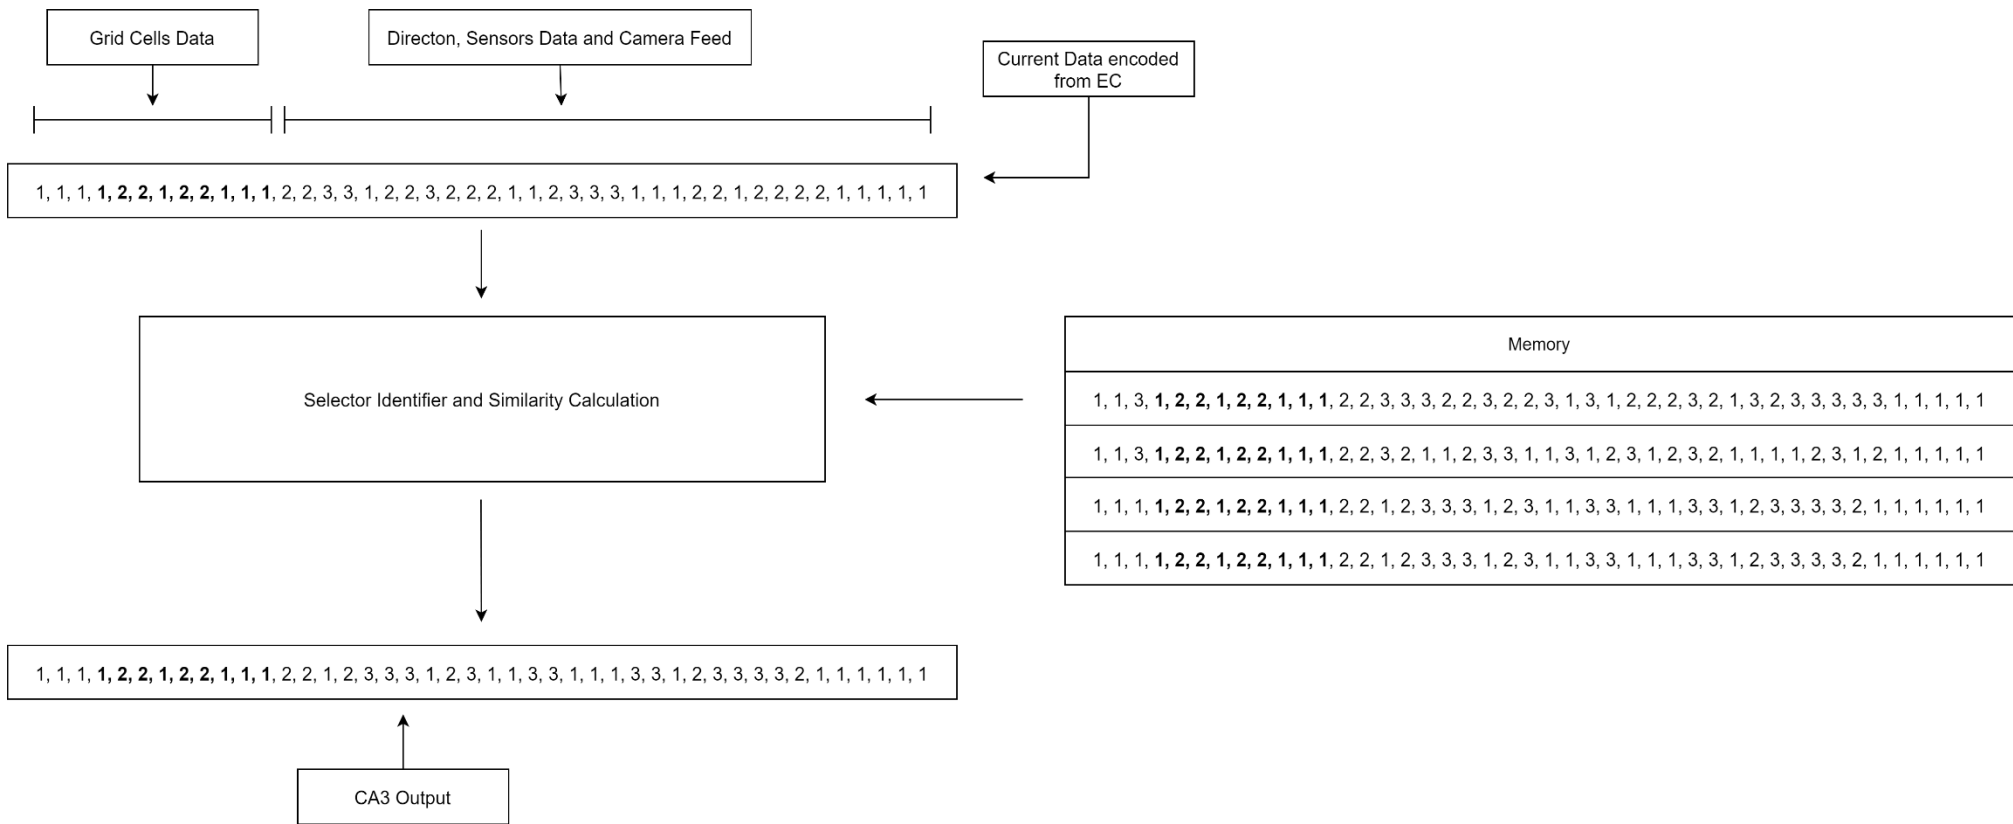 Grid Cells Data
Directon, Sensors Data and Camera Feed
Current Data encoded
from EC
1, 1, 1, 1, 2, 2, 1, 2, 2, 1, 1, 1, 2, 2, 3, 3, 1, 2, 2, 3, 2, 2, 2, 1, 1, 2, 3, 3, 3, 1, 1, 1, 2, 2, 1, 2, 2, 2, 2, 1, 1, 1, 1, 1
Selector Identifier and Similarity Calculation
Memory
1, 1, 3, 1, 2, 2, 1, 2, 2, 1, 1, 1, 2, 2, 3, 3, 3, 2, 2, 3, 2, 2, 3, 1, 3, 1, 2, 2, 2, 3, 2, 1, 3, 2, 3, 3, 3, 3, 3, 1, 1, 1, 1, 1
1, 1, 3, 1, 2, 2, 1, 2, 2, 1, 1, 1, 2, 2, 3, 2, 1, 1, 2, 3, 3, 1, 1, 3, 1, 2, 3, 1, 2, 3, 2, 1, 1, 1, 1, 2, 3, 1, 2, 1, 1, 1, 1, 1
1, 1, 1, 1, 2, 2, 1, 2, 2, 1, 1, 1, 2, 2, 1, 2, 3, 3, 3, 1, 2, 3, 1, 1, 3, 3, 1, 1, 1, 3, 3, 1, 2, 3, 3, 3, 3, 2, 1, 1, 1, 1, 1, 1
1, 1, 1, 1, 2, 2, 1, 2, 2, 1, 1, 1, 2, 2, 1, 2, 3, 3, 3, 1, 2, 3, 1, 1, 3, 3, 1, 1, 1, 3, 3, 1, 2, 3, 3, 3, 3, 2, 1, 1, 1, 1, 1, 1
1, 1, 1, 1, 2, 2, 1, 2, 2, 1, 1, 1, 2, 2, 1, 2, 3, 3, 3, 1, 2, 3, 1, 1, 3, 3, 1, 1, 1, 3, 3, 1, 2, 3, 3, 3, 3, 2, 1, 1, 1, 1, 1, 1
CA3 Output